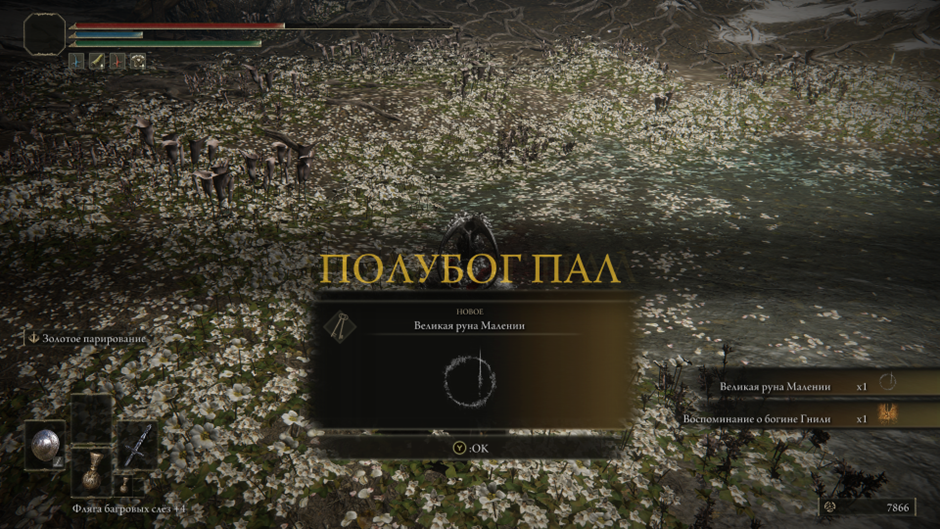 ПОЛУБОГ ПАЛ
НОВОЕ
Великая руна Малении
Золотое парирование
Великая руна Малении x1
Воспоминание о богине Гнили x1
Y :OK
Фляга багровых слез +4
7866